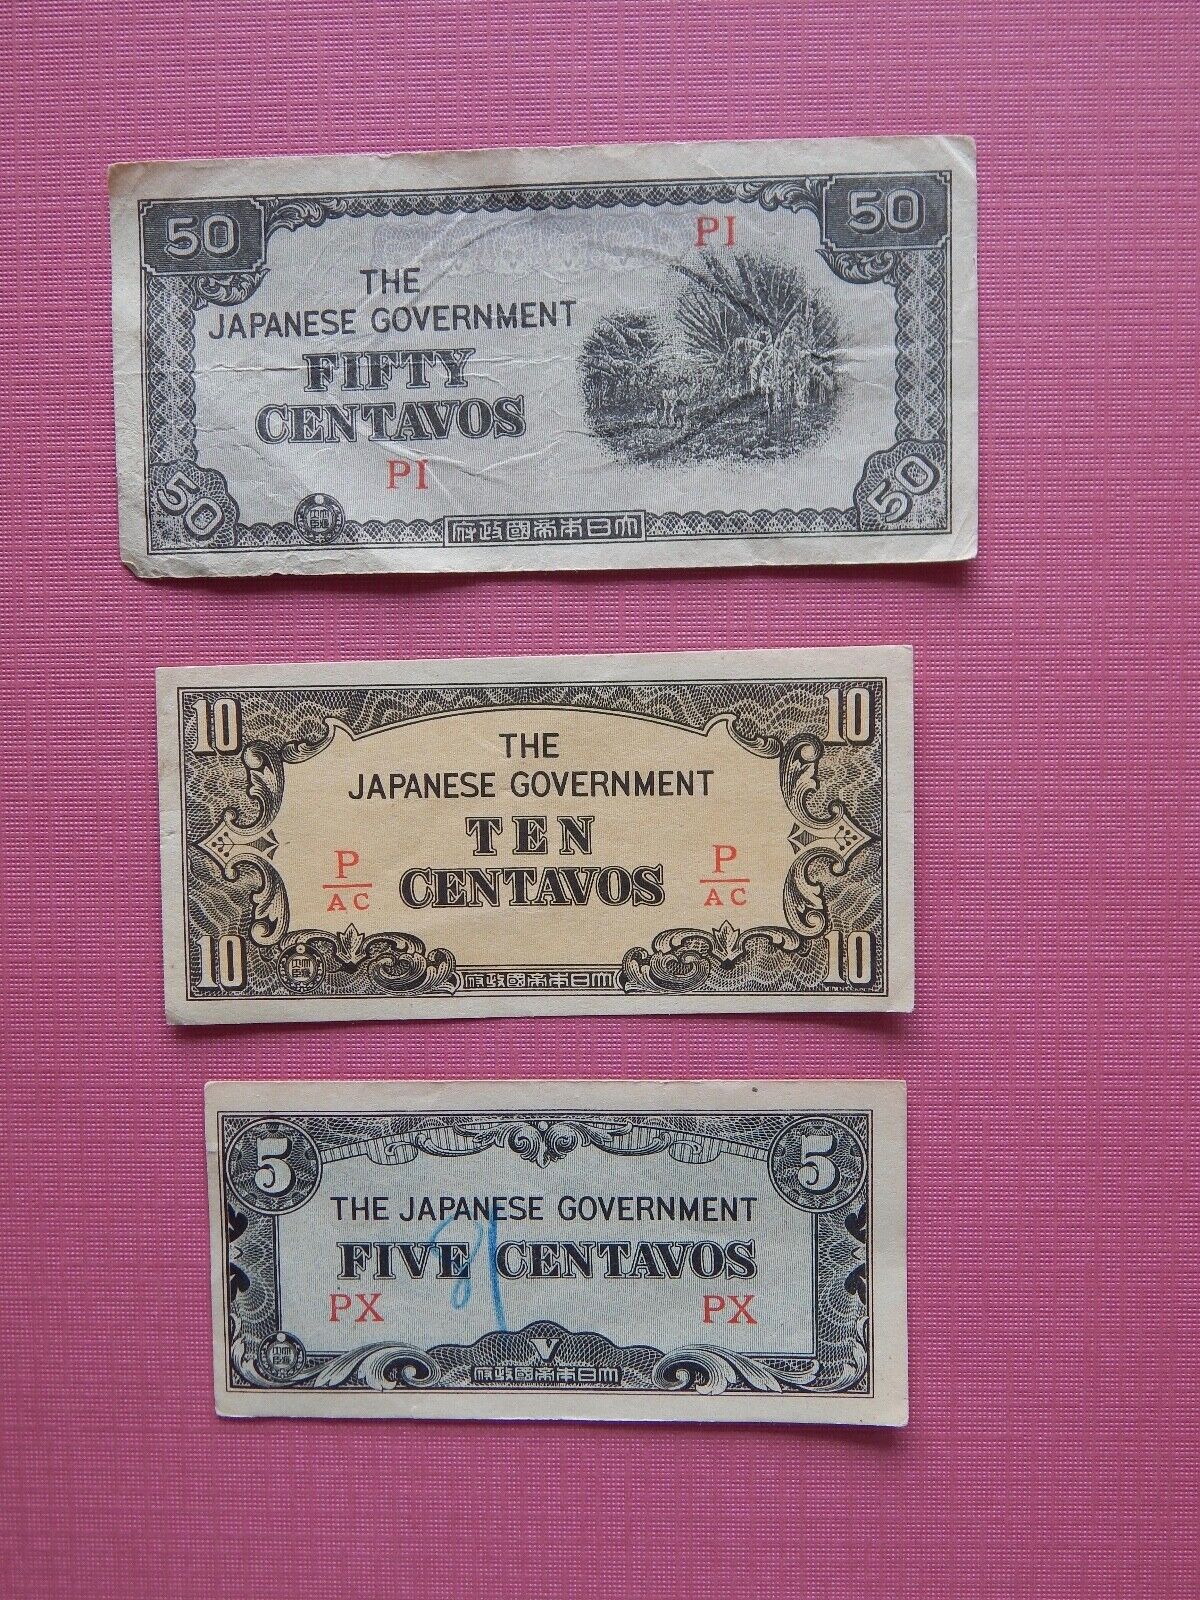 50
50
PI
THE
JAPANESE GOVERNMENT
FIFTY
CENTAVOS
PI
50
50
府政國帝本日大
10
10
THE
JAPANESE GOVERNMENT
TEN
CENTAVOS
P
AC
P
AC
10
10
府政國帝本日大
5
5
THE JAPANESE GOVERNMENT
FIVE CENTAVOS
PX
PX
V
府政國帝本日大